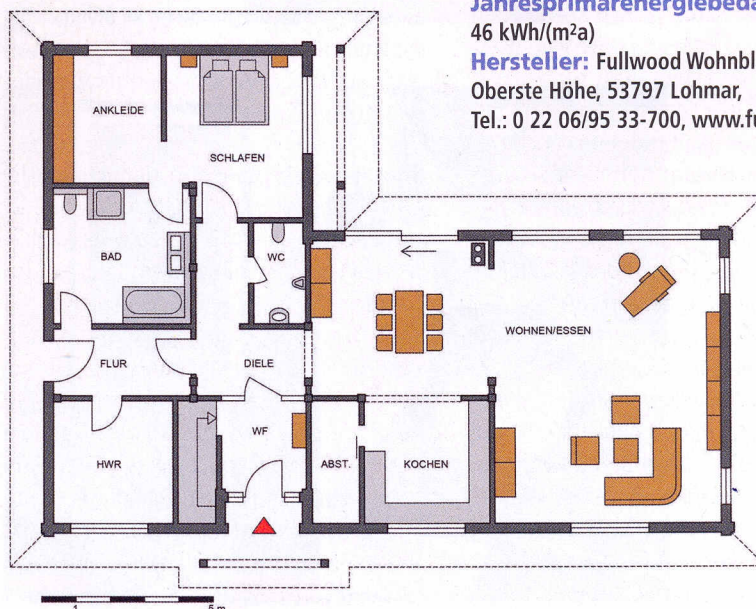 Jahresprimärenergiebeda
46 kWh/(m²a)
Hersteller: Fullwood Wohnbl
Oberste Höhe, 53797 Lohmar,
Tel.: 0 22 06/95 33-700, www.fu
ANKLEIDE
SCHLAFEN
BAD
WC
WOHNEN/ESSEN
FLUR
DIELE
WF
HWR
ABST.
KOCHEN
1 5 m